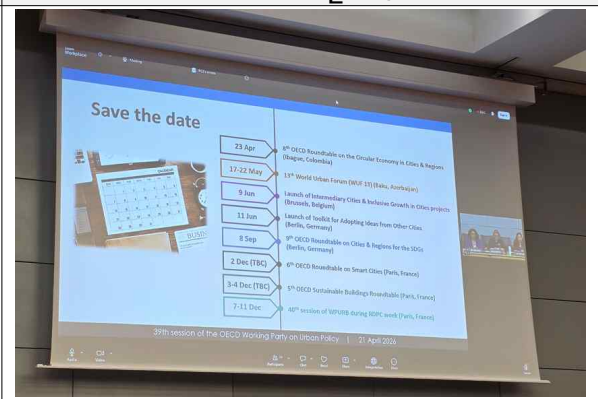 Workplace
Meeting
Save the date
23 Apr
6th OECD Roundtable on the Circular Economy in Cities & Regions
(Ibague, Colombia)
17-22 May
13th World Urban Forum (WUF 13) (Baku, Azerbaijan)
9 Jun
Launch of Intermediary Cities & Inclusive Growth in Cities projects
(Brussels, Belgium)
11 Jun
Launch of Toolkit for Adopting Ideas from Other Cities
(Berlin, Germany)
8 Sep
9th OECD Roundtable on Cities & Regions for the SDGs
(Berlin, Germany)
2 Dec (TBC)
6th OECD Roundtable on Smart Cities (Paris, France)
3-4 Dec (TBC)
5th OECD Sustainable Buildings Roundtable (Paris, France)
7-11 Dec
40th session of WPURB during RDPC week (Paris, France)
39th session of the OECD Working Party on Urban Policy | 21 April 2026